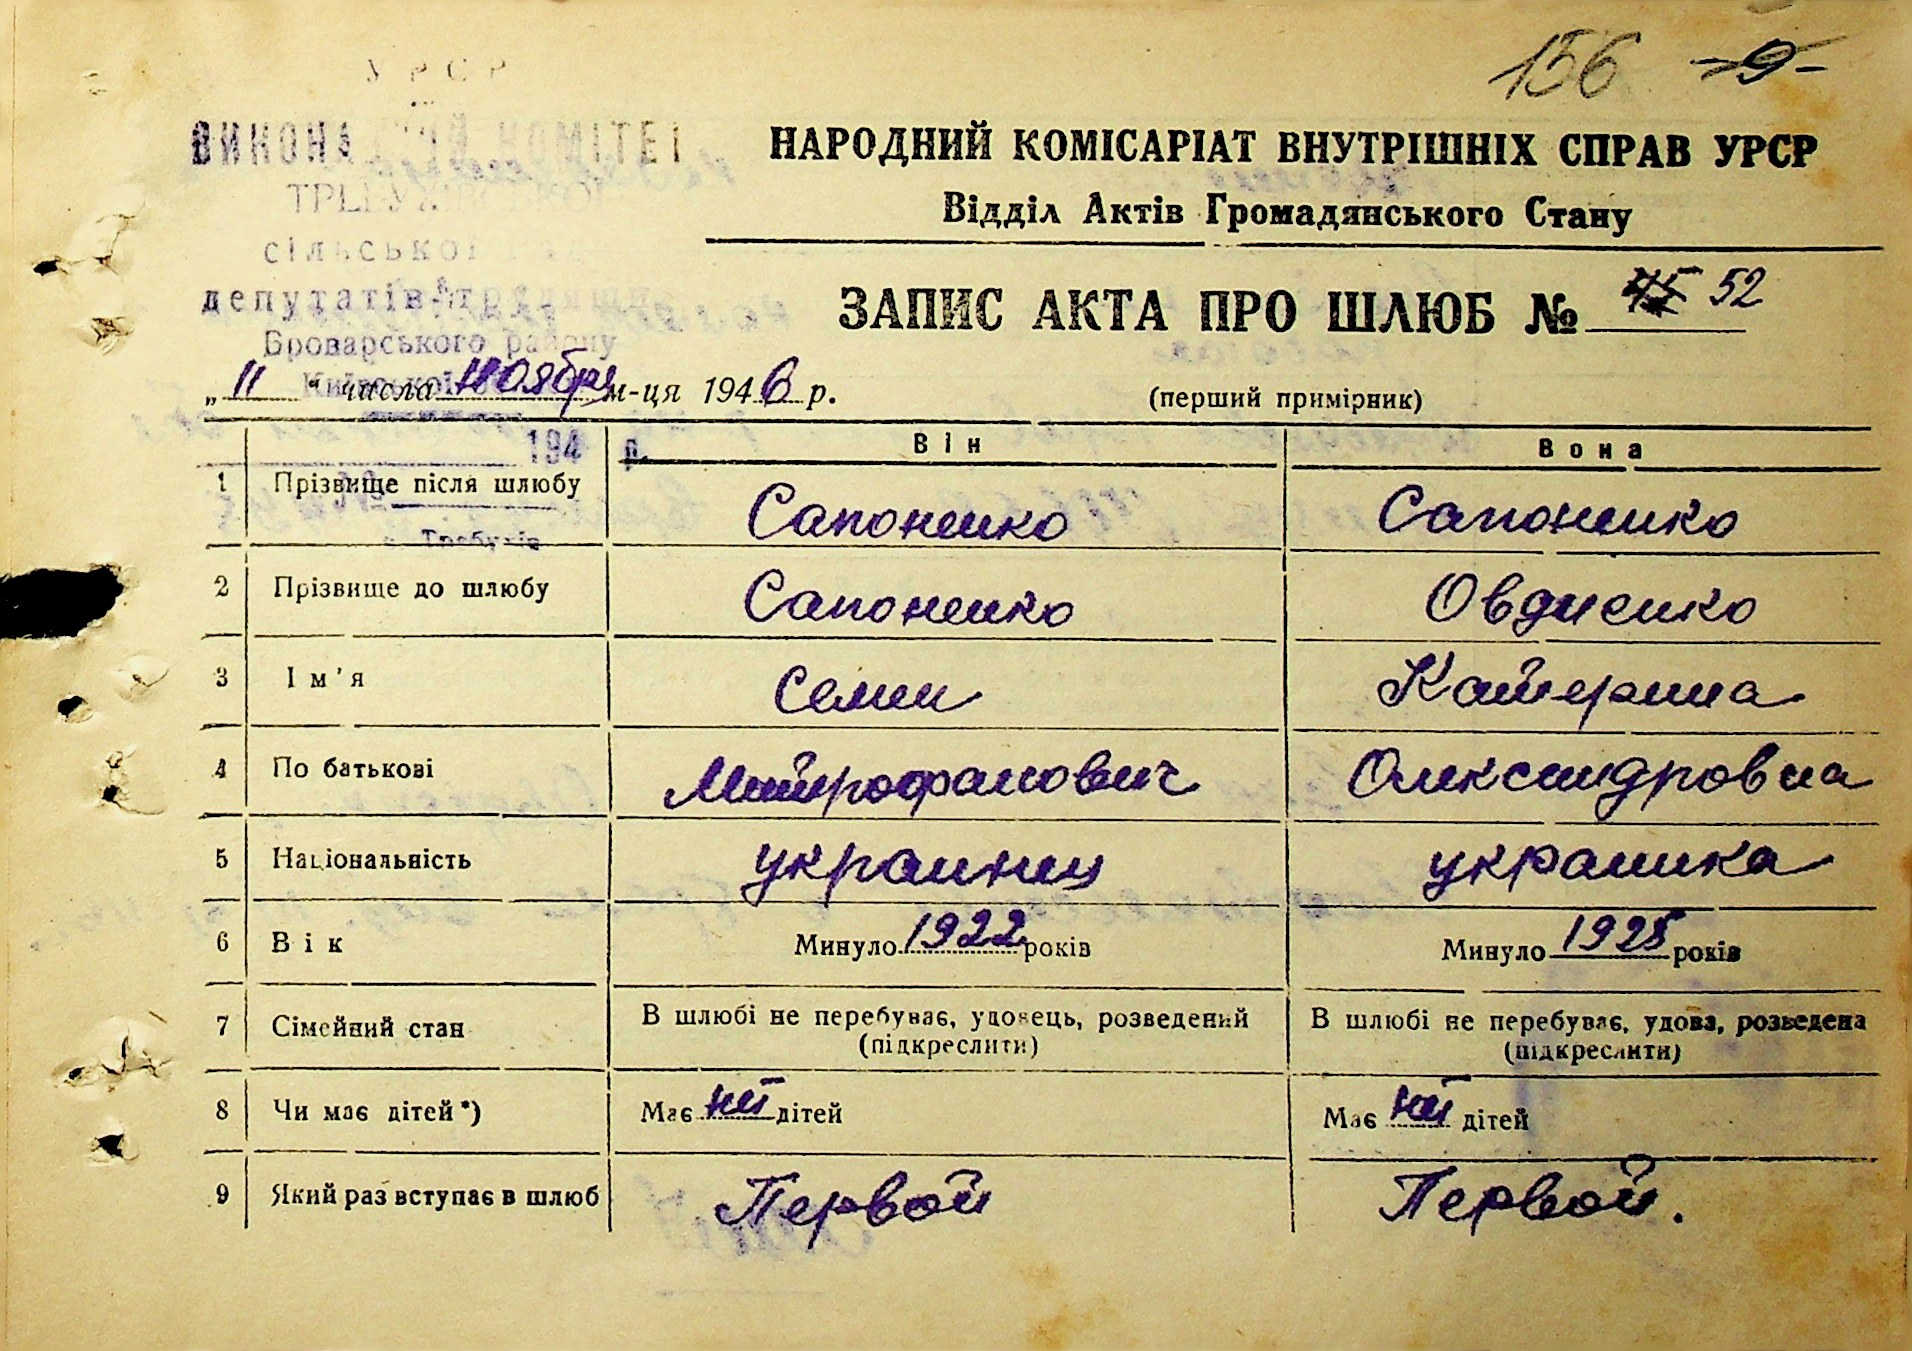 156 -9-
УРСР
ВИКОНА КОМІТЕТ
НАРОДНИЙ КОМІСАРІАТ ВНУТРІШНІХ СПРАВ УРСР
Відділ Актів Громадянського Стану
сільської
депутатів
Броварського району
Київської
ЗАПИС АКТА ПРО ШЛЮБ № 52
„11“ числа Ноября м-ця 1946 р.
(перший примірник)
194 р.
Він Вона
1 Прізвище після шлюбу Сапоненко Сапоненко
с. Требухів
2 Прізвище до шлюбу Сапоненко Овдиенко
3 Ім'я Семен Катерина
4 По батькові Митрофанович Олександровна
5 Національність украинец украинка
6 Вік Минуло 1922 років Минуло 1925 років
7 Сімейний стан В шлюбі не перебуває, удовець, розведений В шлюбі не перебуває, удова, розведена
(підкреслити) (підкреслити)
8 Чи має дітей*) Має нет дітей Має нет дітей
9 Який раз вступає в шлюб Первой Первой.